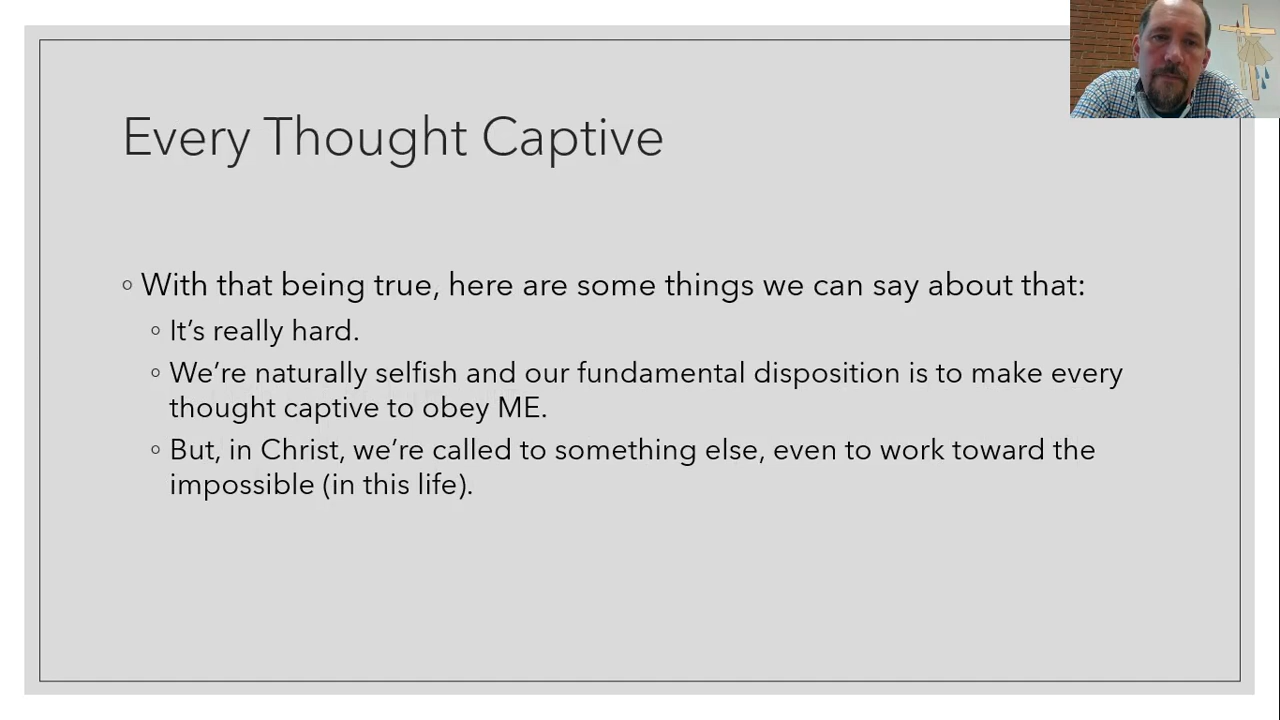 Every Thought Captive
◦ With that being true, here are some things we can say about that:
◦ It’s really hard.
◦ We’re naturally selfish and our fundamental disposition is to make every
thought captive to obey ME.
◦ But, in Christ, we’re called to something else, even to work toward the
impossible (in this life).